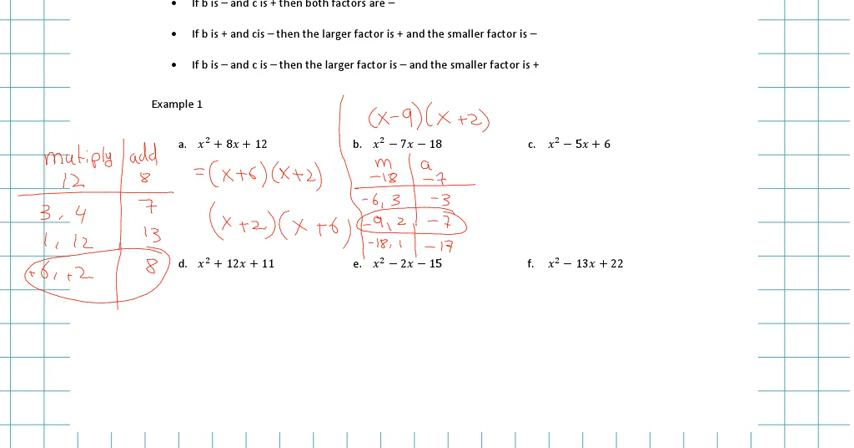 • If b is – and c is + then both factors are –
• If b is + and cis – then the larger factor is + and the smaller factor is –
• If b is – and c is – then the larger factor is – and the smaller factor is +
Example 1
(x-9)(x+2)
a. x² + 8x + 12
b. x² – 7x – 18
c. x² – 5x + 6
mutiply | add
12 | 8
3, 4 | 7
1, 12 | 13
+6, +2 | 8
=(x+6)(x+2)
(x+2)(x+6)
m | a
-18 | -7
-6, 3 | -3
-9, 2 | -7
-18, 1 | -17
d. x² + 12x + 11
e. x² – 2x – 15
f. x² – 13x + 22